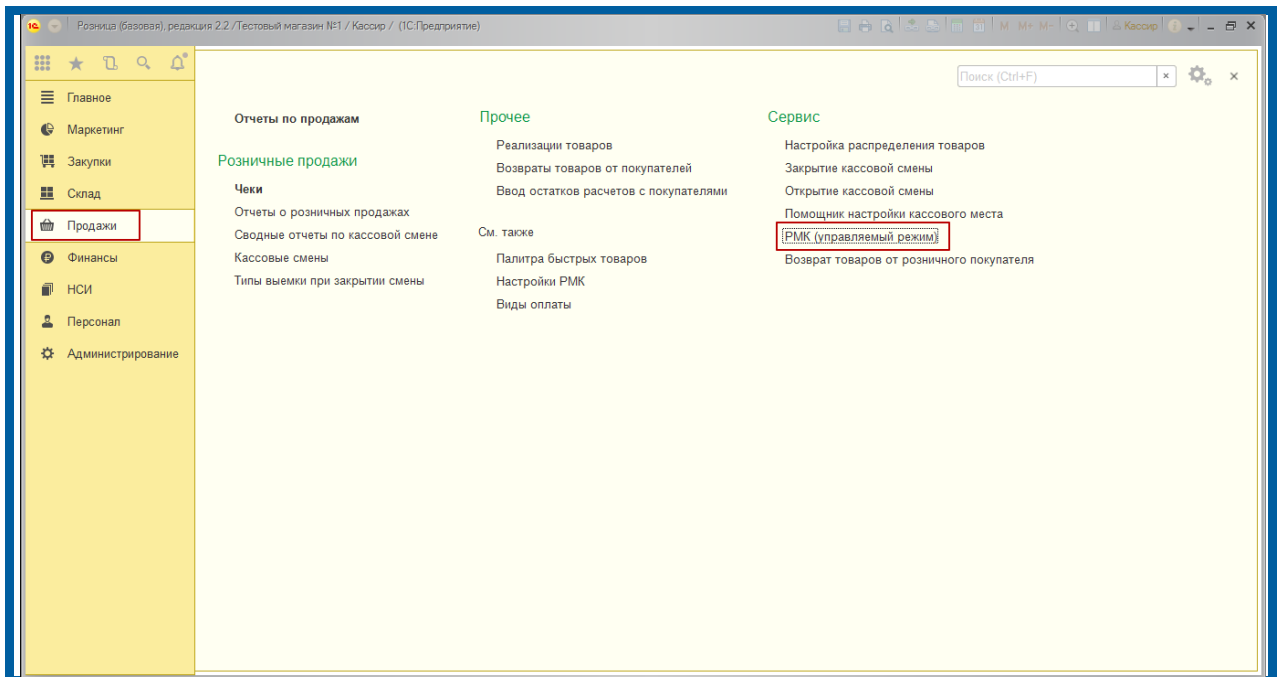 Розница (базовая), редакция 2.2 /Тестовый магазин №1 / Кассир / (1С:Предприятие)
M M+ M-
Кассир
Поиск (Ctrl+F)
Главное
Маркетинг
Закупки
Склад
Продажи
Финансы
НСИ
Персонал
Администрирование
Отчеты по продажам
Розничные продажи
Чеки
Отчеты о розничных продажах
Сводные отчеты по кассовой смене
Кассовые смены
Типы выемки при закрытии смены
Прочее
Реализации товаров
Возвраты товаров от покупателей
Ввод остатков расчетов с покупателями
См. также
Палитра быстрых товаров
Настройки РМК
Виды оплаты
Сервис
Настройка распределения товаров
Закрытие кассовой смены
Открытие кассовой смены
Помощник настройки кассового места
РМК (управляемый режим)
Возврат товаров от розничного покупателя